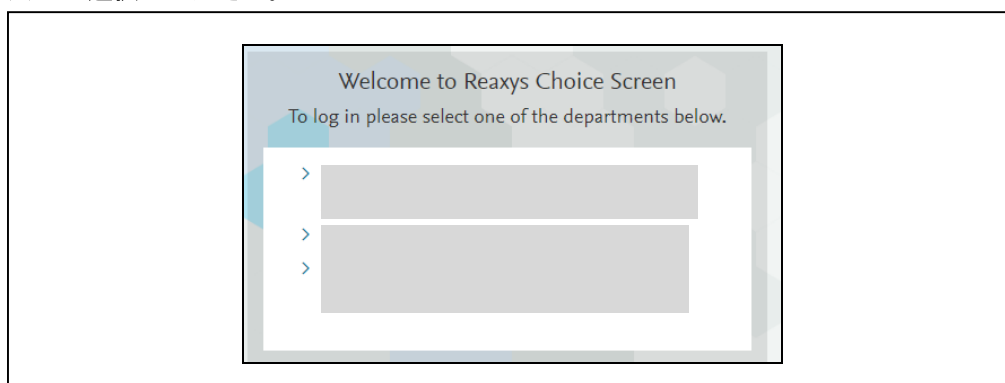 Welcome to Reaxys Choice Screen
To log in please select one of the departments below.